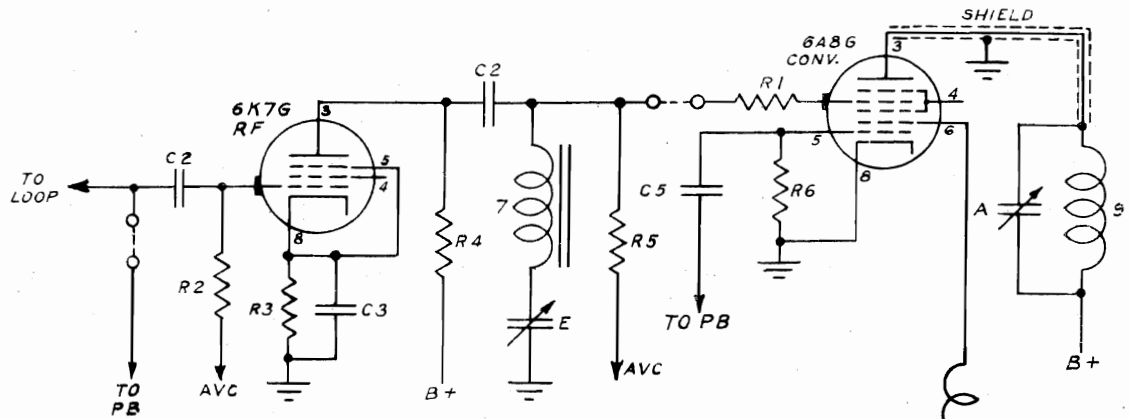 SHIELD
6A8G
CONV.
3
C2
R1
4
6K7G
RF
3
6
5
C2
5
4
8
TO
LOOP
C5
R6
7
A
9
8
R4
R5
R2
R3
C3
E
TO PB
TO
PB
AVC
B+
AVC
B+